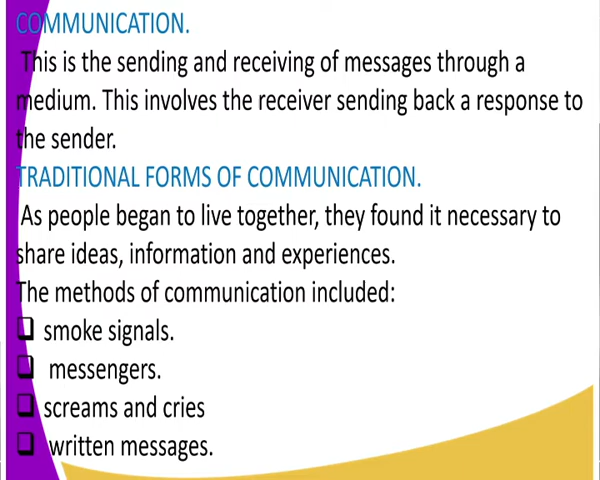 COMMUNICATION.
This is the sending and receiving of messages through a
medium. This involves the receiver sending back a response to
the sender.
TRADITIONAL FORMS OF COMMUNICATION.
As people began to live together, they found it necessary to
share ideas, information and experiences.
The methods of communication included:
❑ smoke signals.
❑ messengers.
❑ screams and cries
❑ written messages.